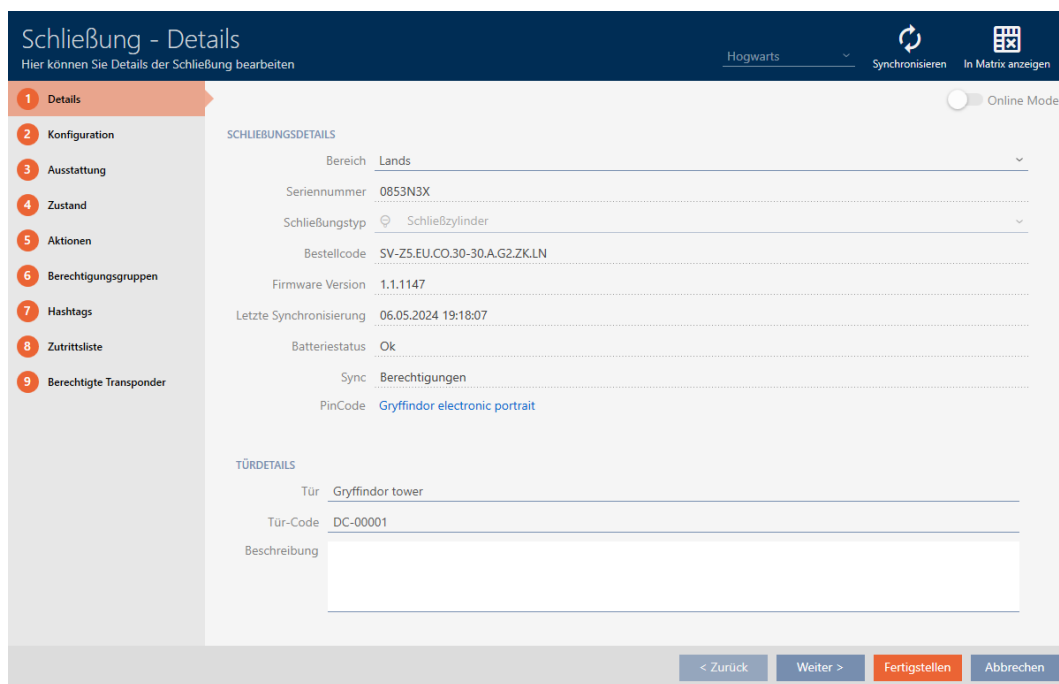 Schließung - Details
Hier können Sie Details der Schließung bearbeiten
Hogwarts
Synchronisieren
In Matrix anzeigen
1 Details
2 Konfiguration
3 Ausstattung
4 Zustand
5 Aktionen
6 Berechtigungsgruppen
7 Hashtags
8 Zutrittsliste
9 Berechtigte Transponder
Online Mode
SCHLIEßUNGSDETAILS
Bereich Lands
Seriennummer 0853N3X
Schließungstyp Schließzylinder
Bestellcode SV-Z5.EU.CO.30-30.A.G2.ZK.LN
Firmware Version 1.1.1147
Letzte Synchronisierung 06.05.2024 19:18:07
Batteriestatus Ok
Sync Berechtigungen
PinCode Gryffindor electronic portrait
TÜRDETAILS
Tür Gryffindor tower
Tür-Code DC-00001
Beschreibung
< Zurück
Weiter >
Fertigstellen
Abbrechen